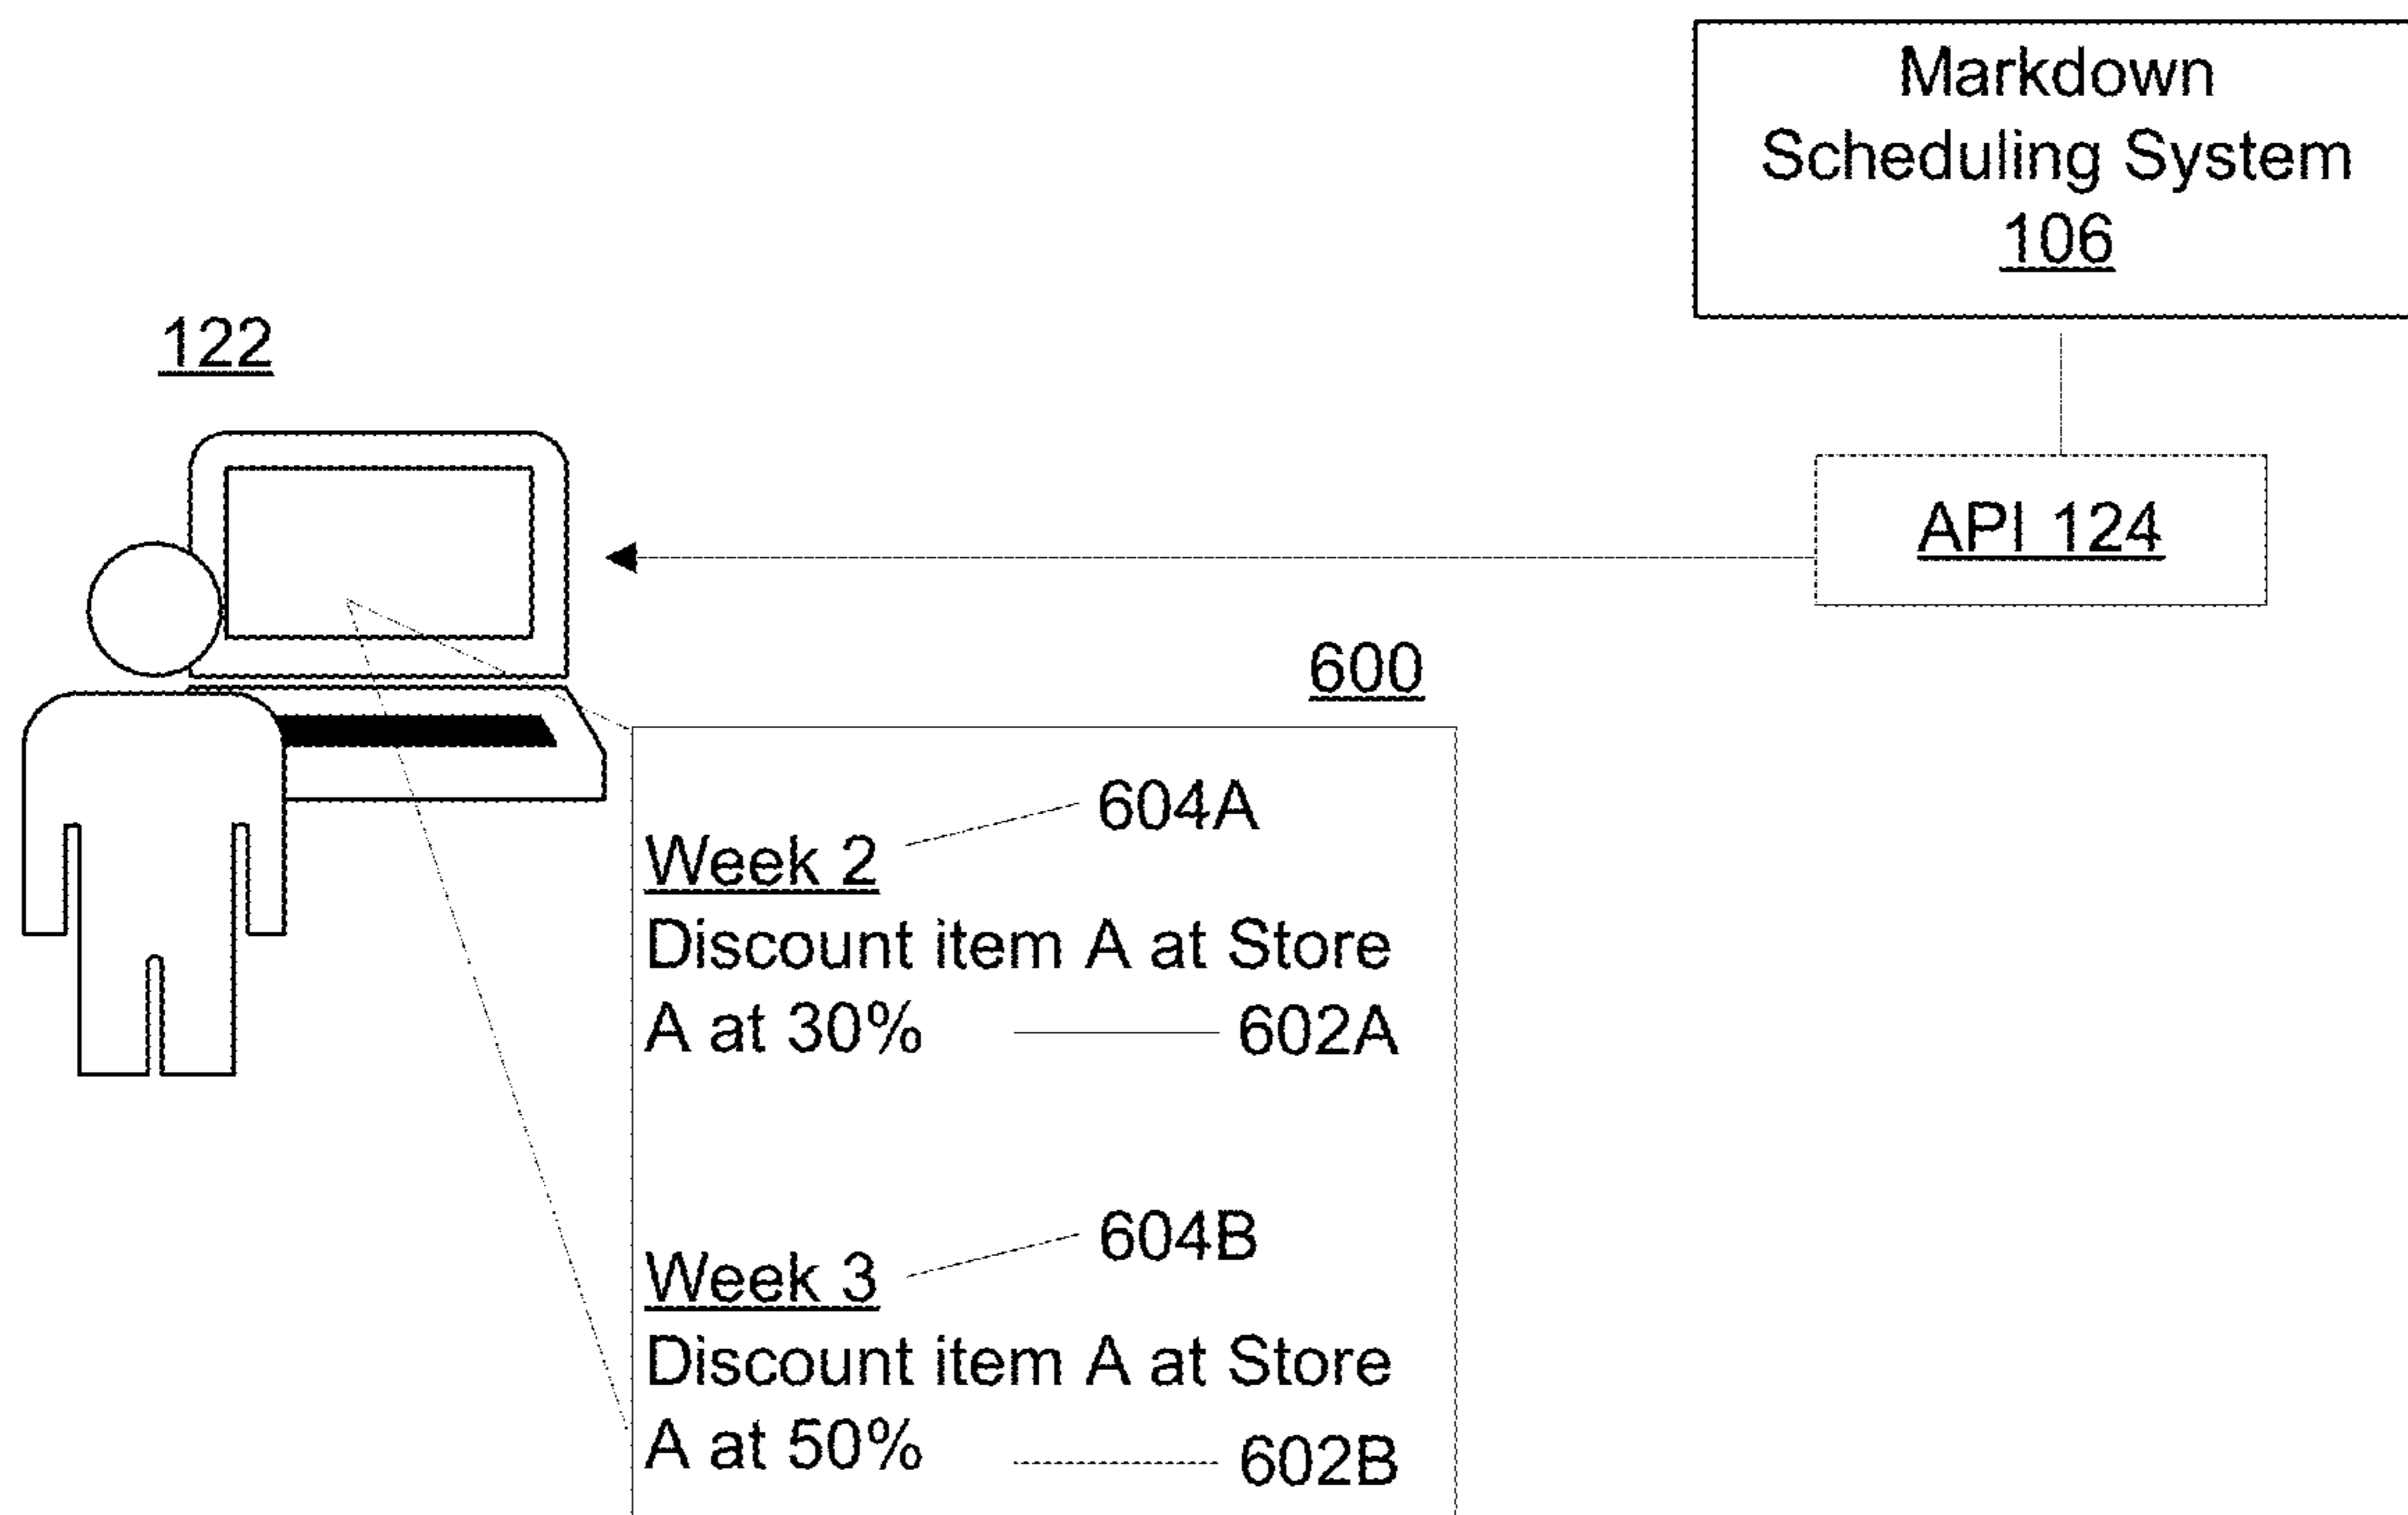 Markdown
Scheduling System
106
122
API 124
600
604A
Week 2
Discount item A at Store
A at 30% 602A
604B
Week 3
Discount item A at Store
A at 50% 602B